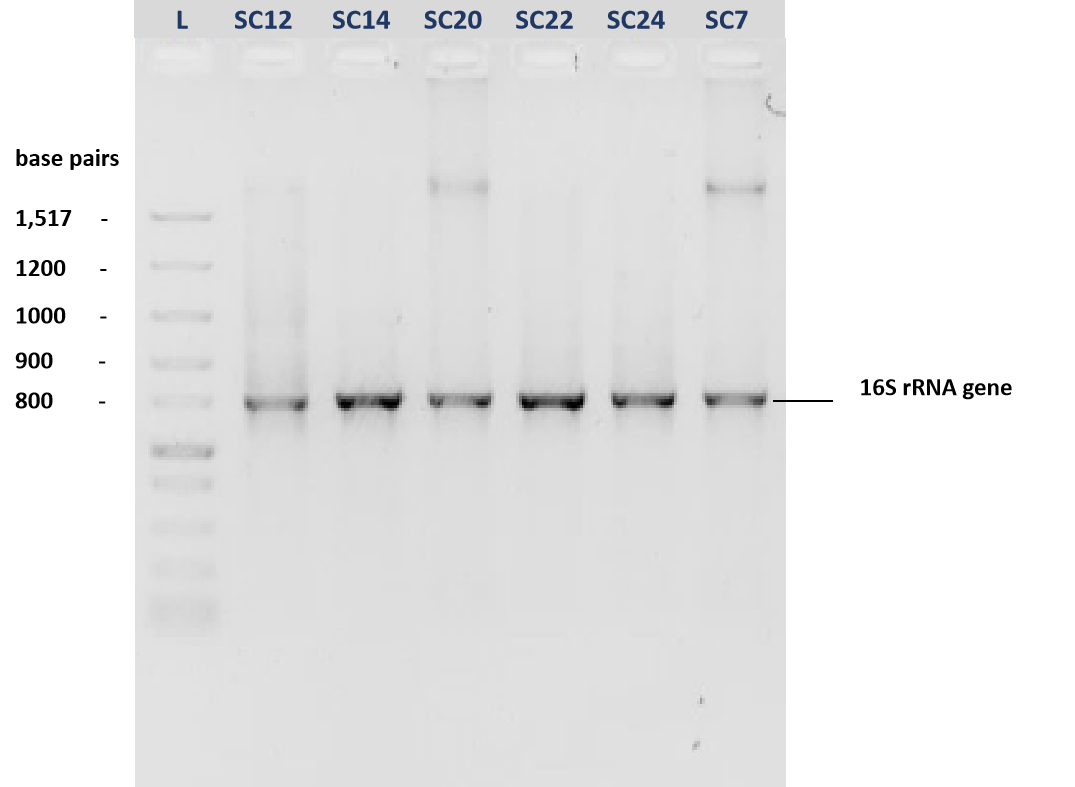 L SC12 SC14 SC20 SC22 SC24 SC7
base pairs
1,517 -
1200 -
1000 -
900 -
800 -
16S rRNA gene